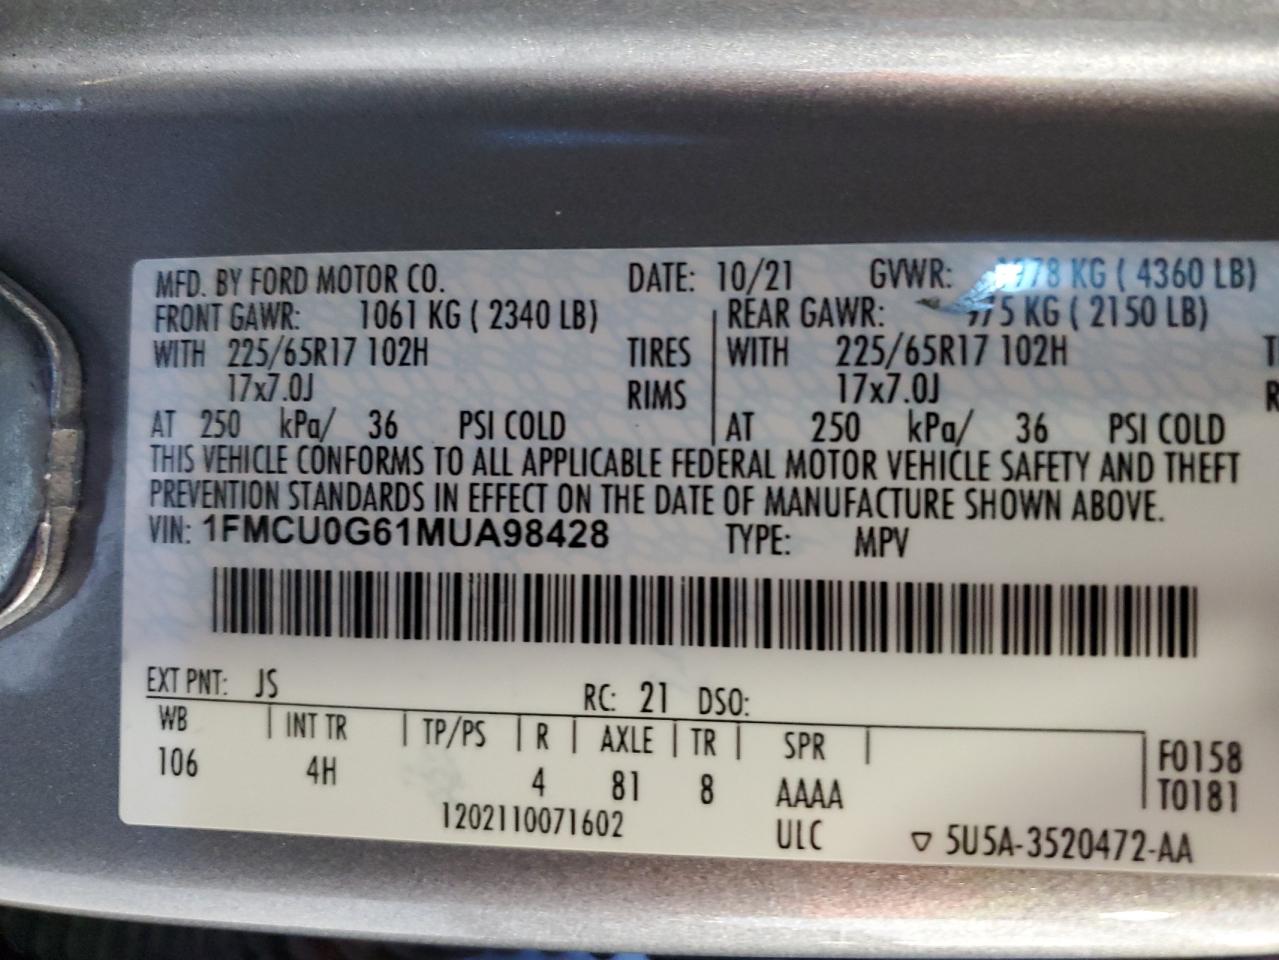 MFD. BY FORD MOTOR CO. DATE: 10/21 GVWR: KG ( 4360 LB)
FRONT GAWR: 1061 KG ( 2340 LB) REAR GAWR: KG ( 2150 LB)
WITH 225/65R17 102H TIRES WITH 225/65R17 102H
17x7.0J RIMS 17x7.0J
AT 250 kPa/ 36 PSI COLD AT 250 kPa/ 36 PSI COLD
THIS VEHICLE CONFORMS TO ALL APPLICABLE FEDERAL MOTOR VEHICLE SAFETY AND THEFT
PREVENTION STANDARDS IN EFFECT ON THE DATE OF MANUFACTURE SHOWN ABOVE.
VIN: 1FMCU0G61MUA98428 TYPE: MPV
EXT PNT: JS RC: 21 DSO:
WB INT TR TP/PS R AXLE TR SPR F0158
106 4H 4 81 8 AAAA T0181
1202110071602 ULC ▽ 5U5A-3520472-AA